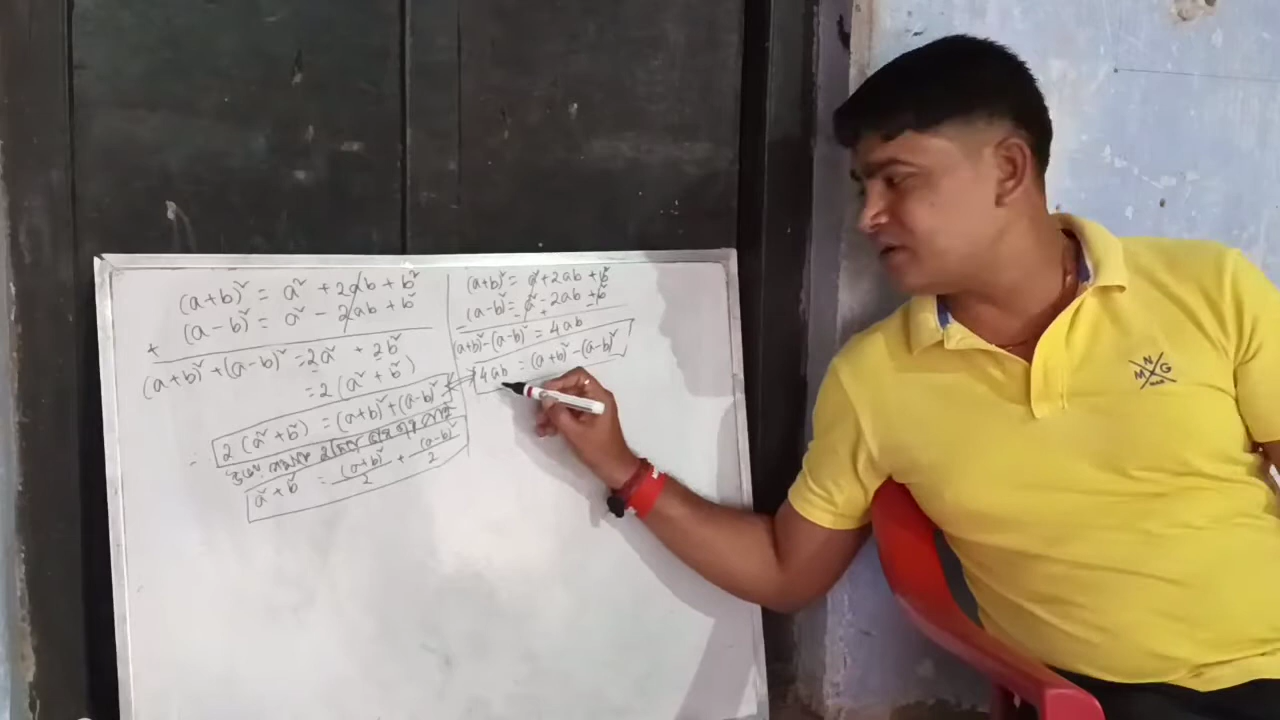 (a+b)² = a² + 2ab + b²
(a-b)² = a² - 2ab + b²
+
(a+b)² + (a-b)² = 2a² + 2b²
= 2(a² + b²)
∴ 2(a² + b²) = (a+b)² + (a-b)²
a² + b² = (a+b)²/2 + (a-b)²/2
(a+b)² = a² + 2ab + b²
(a-b)² = a² - 2ab + b²
- - + -
(a+b)² - (a-b)² = 4ab
4ab = (a+b)² - (a-b)²
M N G